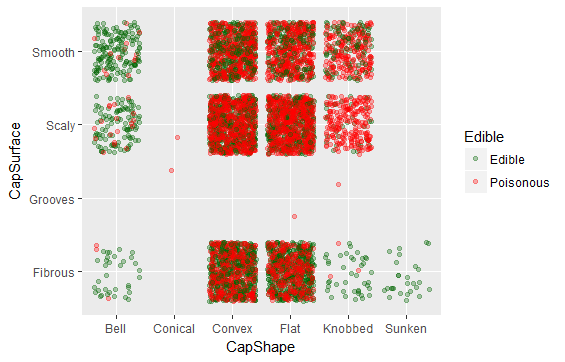 CapSurface
Smooth
Scaly
Grooves
Fibrous
Bell
Conical
Convex
Flat
Knobbed
Sunken
CapShape
Edible
Edible
Poisonous